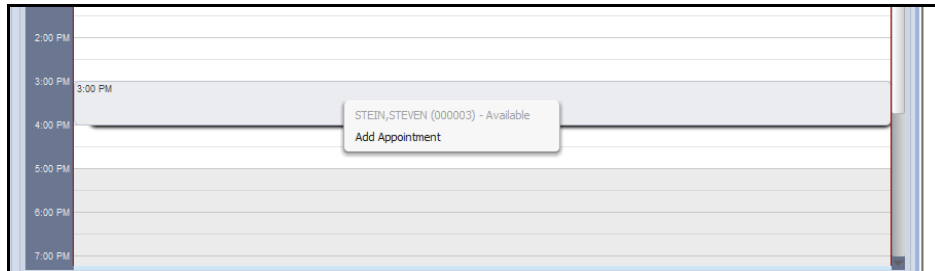 2:00 PM
3:00 PM
3:00 PM
STEIN,STEVEN (000003) - Available
4:00 PM
Add Appointment
5:00 PM
6:00 PM
7:00 PM